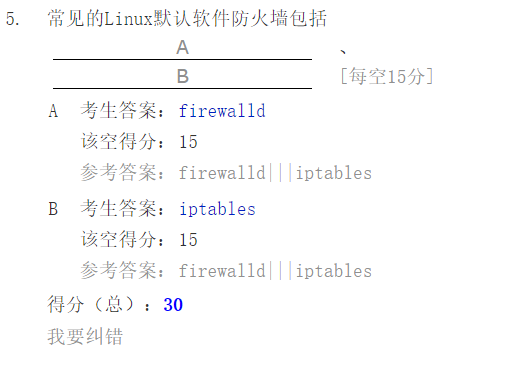 5. 常见的Linux默认软件防火墙包括
A 、
B [每空15分]
A 考生答案：firewalld
该空得分：15
参考答案：firewalld|||iptables
B 考生答案：iptables
该空得分：15
参考答案：firewalld|||iptables
得分（总）：30
我要纠错